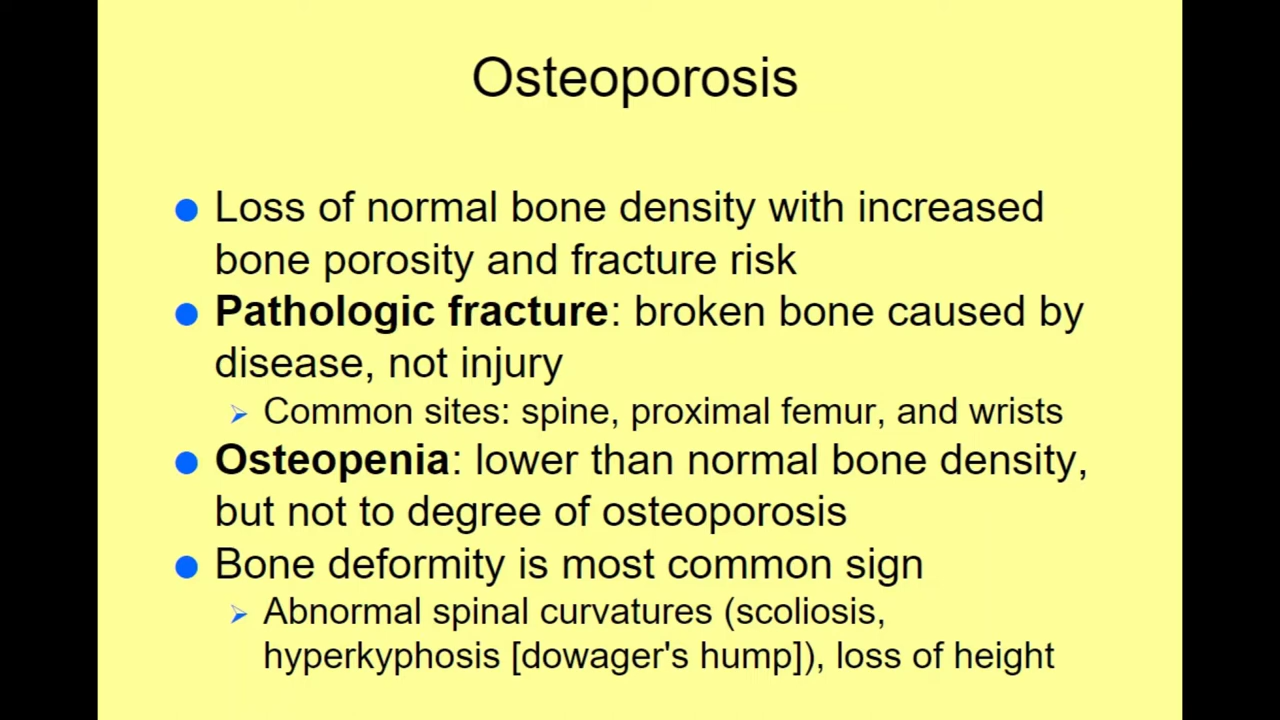 Osteoporosis
Loss of normal bone density with increased
bone porosity and fracture risk
Pathologic fracture: broken bone caused by
disease, not injury
Common sites: spine, proximal femur, and wrists
Osteopenia: lower than normal bone density,
but not to degree of osteoporosis
Bone deformity is most common sign
Abnormal spinal curvatures (scoliosis,
hyperkyphosis [dowager's hump]), loss of height